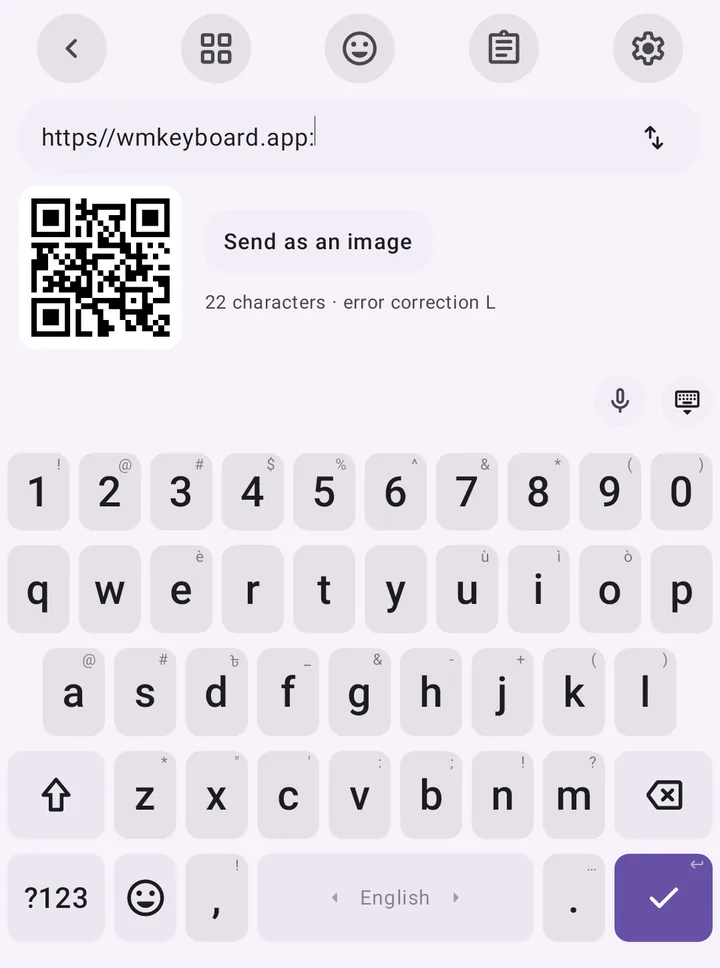 https//wmkeyboard.app:
Send as an image
22 characters · error correction L
! @ # $ % ^ & * ( )
1 2 3 4 5 6 7 8 9 0
è ù ì ò
q w e r t y u i o p
@ # _ & - + ( )
a s d f g h j k l
* " ' : ; ! ?
z x c v b n m
! …
?123 , English .